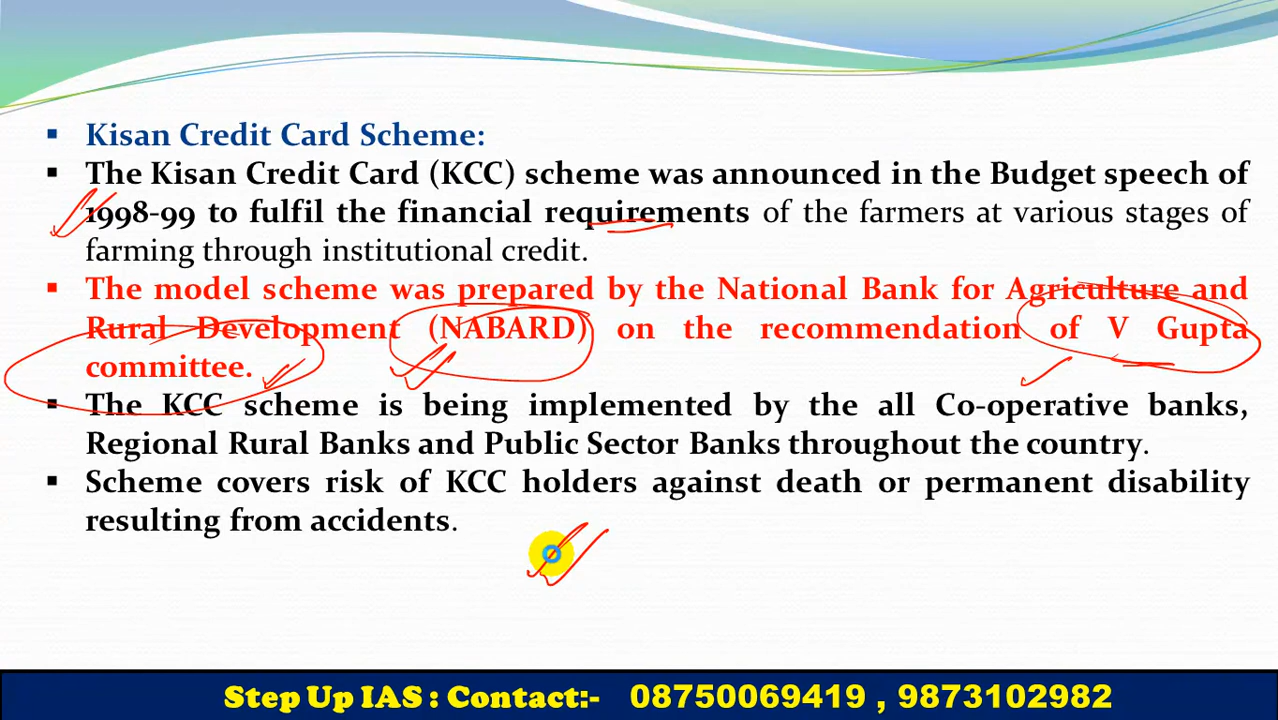 ▪ Kisan Credit Card Scheme:
▪ The Kisan Credit Card (KCC) scheme was announced in the Budget speech of
1998-99 to fulfil the financial requirements of the farmers at various stages of
farming through institutional credit.
▪ The model scheme was prepared by the National Bank for Agriculture and
Rural Development (NABARD) on the recommendation of V Gupta
committee.
▪ The KCC scheme is being implemented by the all Co-operative banks,
Regional Rural Banks and Public Sector Banks throughout the country.
▪ Scheme covers risk of KCC holders against death or permanent disability
resulting from accidents.
Step Up IAS : Contact:- 08750069419 , 9873102982